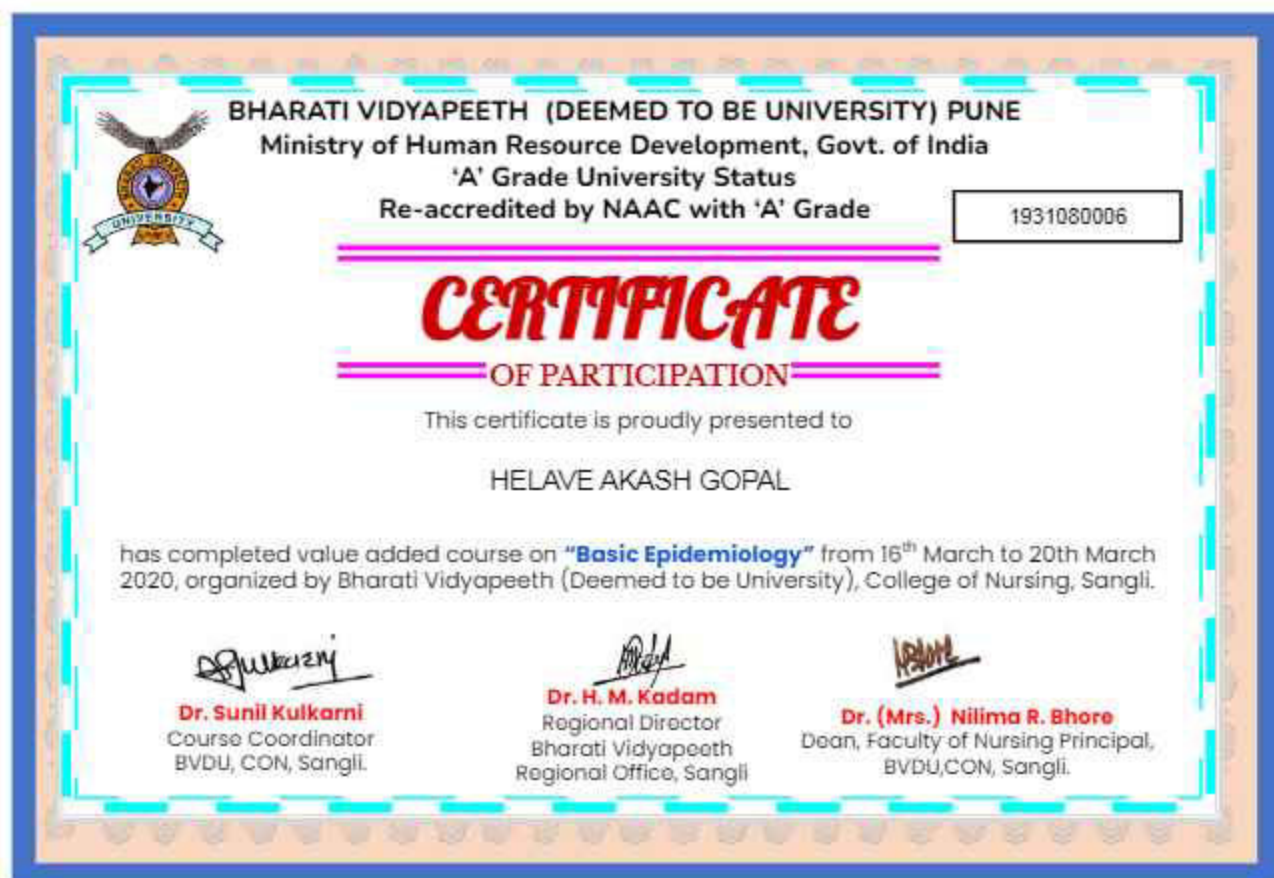 BHARATI VIDYAPEETH (DEEMED TO BE UNIVERSITY) PUNE
Ministry of Human Resource Development, Govt. of India
‘A’ Grade University Status
Re-accredited by NAAC with ‘A’ Grade
1931080006
BHARATI VIDYAPEETH
UNIVERSITY
CERTIFICATE
OF PARTICIPATION
This certificate is proudly presented to
HELAVE AKASH GOPAL
has completed value added course on "Basic Epidemiology" from 16th March to 20th March
2020, organized by Bharati Vidyapeeth (Deemed to be University), College of Nursing, Sangli.
Dr. Sunil Kulkarni
Course Coordinator
BVDU, CON, Sangli.
Dr. H. M. Kadam
Regional Director
Bharati Vidyapeeth
Regional Office, Sangli
Dr. (Mrs.) Nilima R. Bhore
Dean, Faculty of Nursing Principal,
BVDU,CON, Sangli.